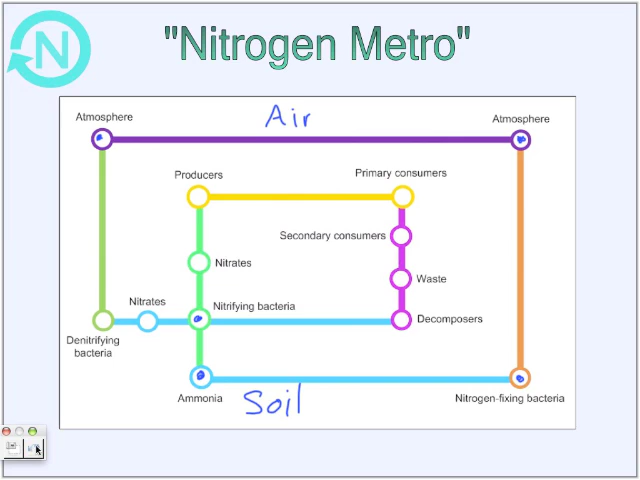 N
"Nitrogen Metro"
Air
Atmosphere
Atmosphere
Producers
Primary consumers
Secondary consumers
Nitrates
Waste
Nitrates
Nitrifying bacteria
Decomposers
Denitrifying
bacteria
Ammonia
Soil
Nitrogen-fixing bacteria